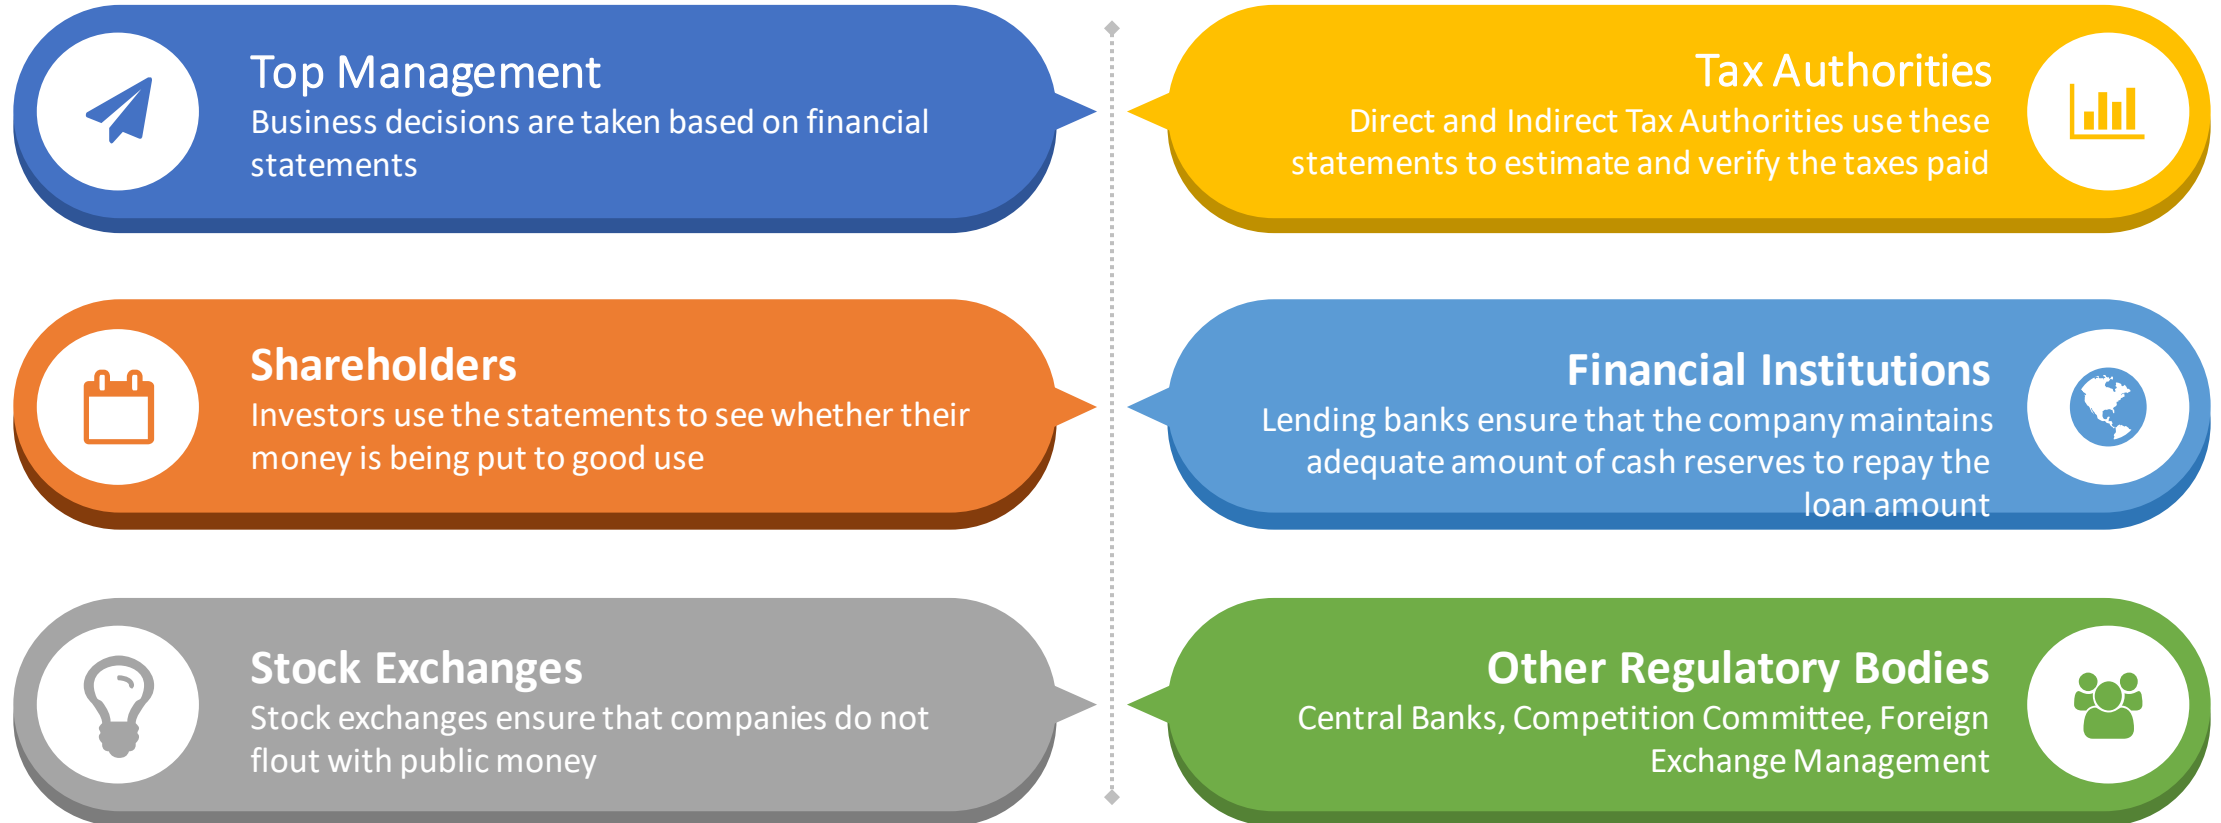 Top Management
Business decisions are taken based on financial
statements
Tax Authorities
Direct and Indirect Tax Authorities use these
statements to estimate and verify the taxes paid
Shareholders
Investors use the statements to see whether their
money is being put to good use
Financial Institutions
Lending banks ensure that the company maintains
adequate amount of cash reserves to repay the
loan amount
Stock Exchanges
Stock exchanges ensure that companies do not
flout with public money
Other Regulatory Bodies
Central Banks, Competition Committee, Foreign
Exchange Management